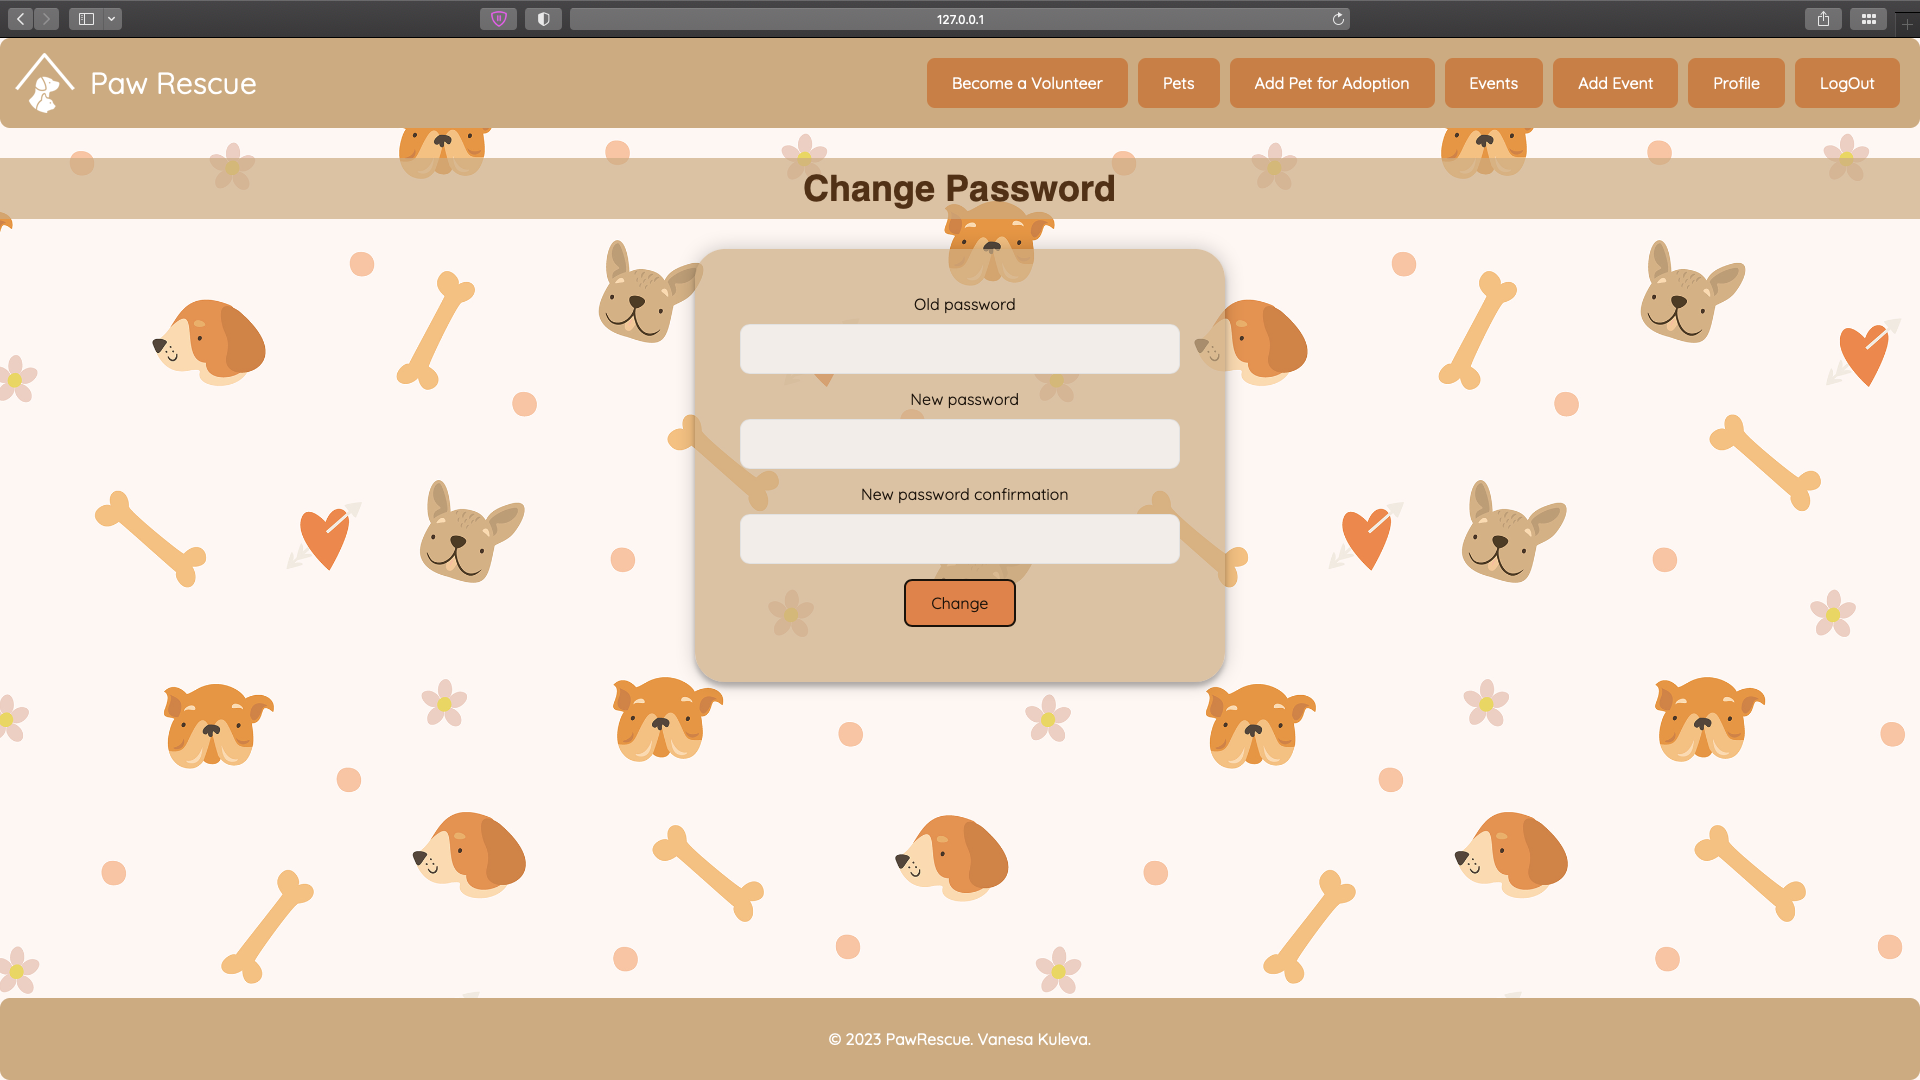 127.0.0.1
Paw Rescue
Become a Volunteer
Pets
Add Pet for Adoption
Events
Add Event
Profile
LogOut
Change Password
Old password
New password
New password confirmation
Change
© 2023 PawRescue. Vanesa Kuleva.